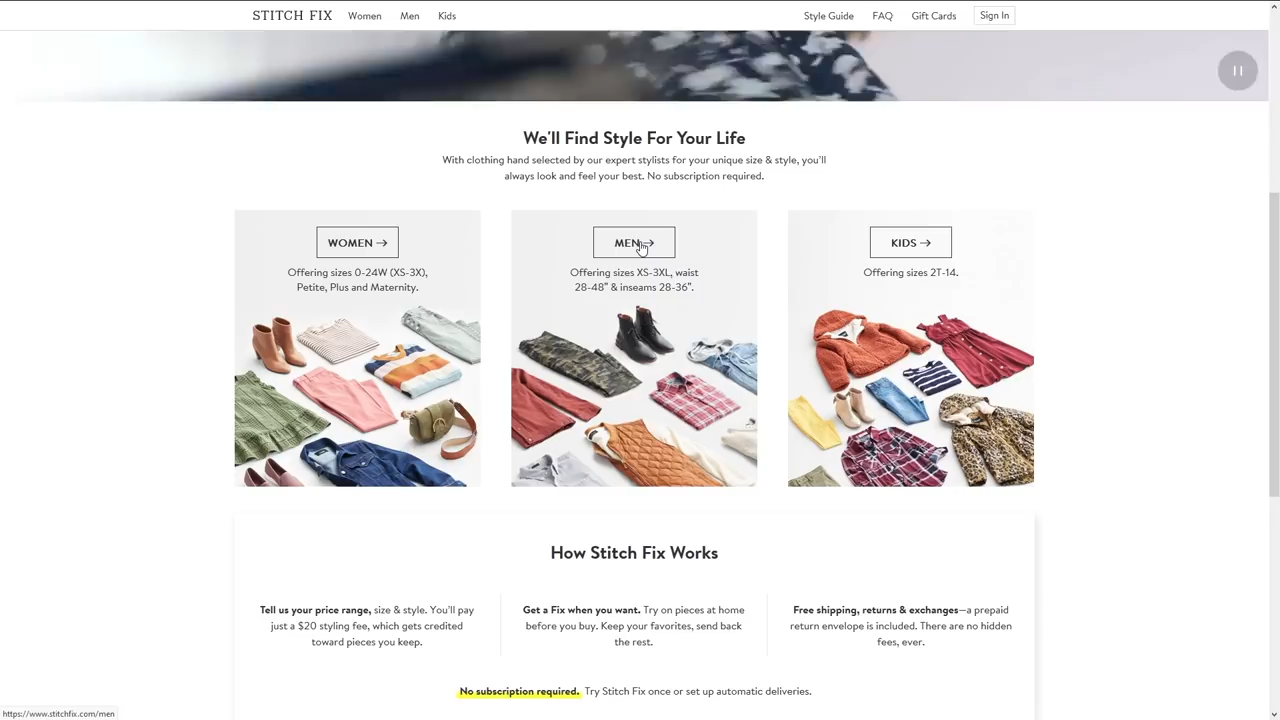 STITCH FIX Women Men Kids Style Guide FAQ Gift Cards Sign In
We'll Find Style For Your Life
With clothing hand selected by our expert stylists for your unique size & style, you'll
always look and feel your best. No subscription required.
WOMEN →
Offering sizes 0-24W (XS-3X),
Petite, Plus and Maternity.
MEN →
Offering sizes XS-3XL, waist
28-48" & inseams 28-36".
KIDS →
Offering sizes 2T-14.
How Stitch Fix Works
Tell us your price range, size & style. You'll pay
just a $20 styling fee, which gets credited
toward pieces you keep.
Get a Fix when you want. Try on pieces at home
before you buy. Keep your favorites, send back
the rest.
Free shipping, returns & exchanges—a prepaid
return envelope is included. There are no hidden
fees, ever.
No subscription required. Try Stitch Fix once or set up automatic deliveries.
https://www.stitchfix.com/men